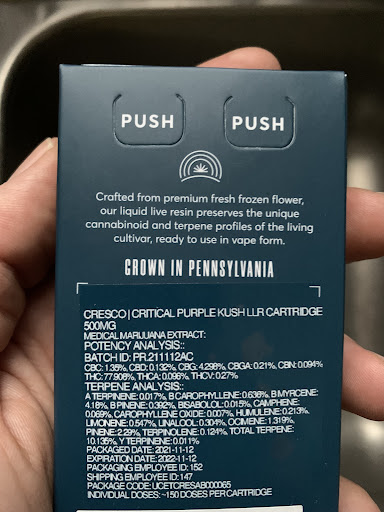 PUSH PUSH
Crafted from premium fresh frozen flower,
our liquid live resin preserves the unique
cannabinoid and terpene profiles of the living
cultivar, ready to use in vape form.
GROWN IN PENNSYLVANIA
CRESCO | CRITICAL PURPLE KUSH LLR CARTRIDGE
500MG
MEDICAL MARIJUANA EXTRACT:
POTENCY ANALYSIS::
BATCH ID: PR.211112AC
CBC: 1.35%, CBD: 0.132%, CBG: 4.298%, CBGA: 0.21%, CBN: 0.094%
THC: 77.908%, THCA: 0.096%, THCV: 0.27%
TERPENE ANALYSIS::
A TERPINENE: 0.017%, B CAROPHYLLENE: 0.636%, B MYRCENE:
4.18%, B PINENE: 0.392%, BISABOLOL: 0.015%, CAMPHENE:
0.069%, CAROPHYLLENE OXIDE: 0.007%, HUMULENE: 0.213%,
LIMONENE: 0.547%, LINALOOL: 0.304%, OCIMENE: 1.319%,
PINENE: 2.29%, TERPINOLENE: 0.124%, TOTAL TERPENE:
10.135%, Y TERPINENE: 0.011%
PACKAGED DATE: 2021-11-12
EXPIRATION DATE: 2022-11-12
PACKAGING EMPLOYEE ID: 152
SHIPPING EMPLOYEE ID: 147
PACKAGE CODE: LICETCRESAB000065
INDIVIDUAL DOSES: ~150 DOSES PER CARTRIDGE